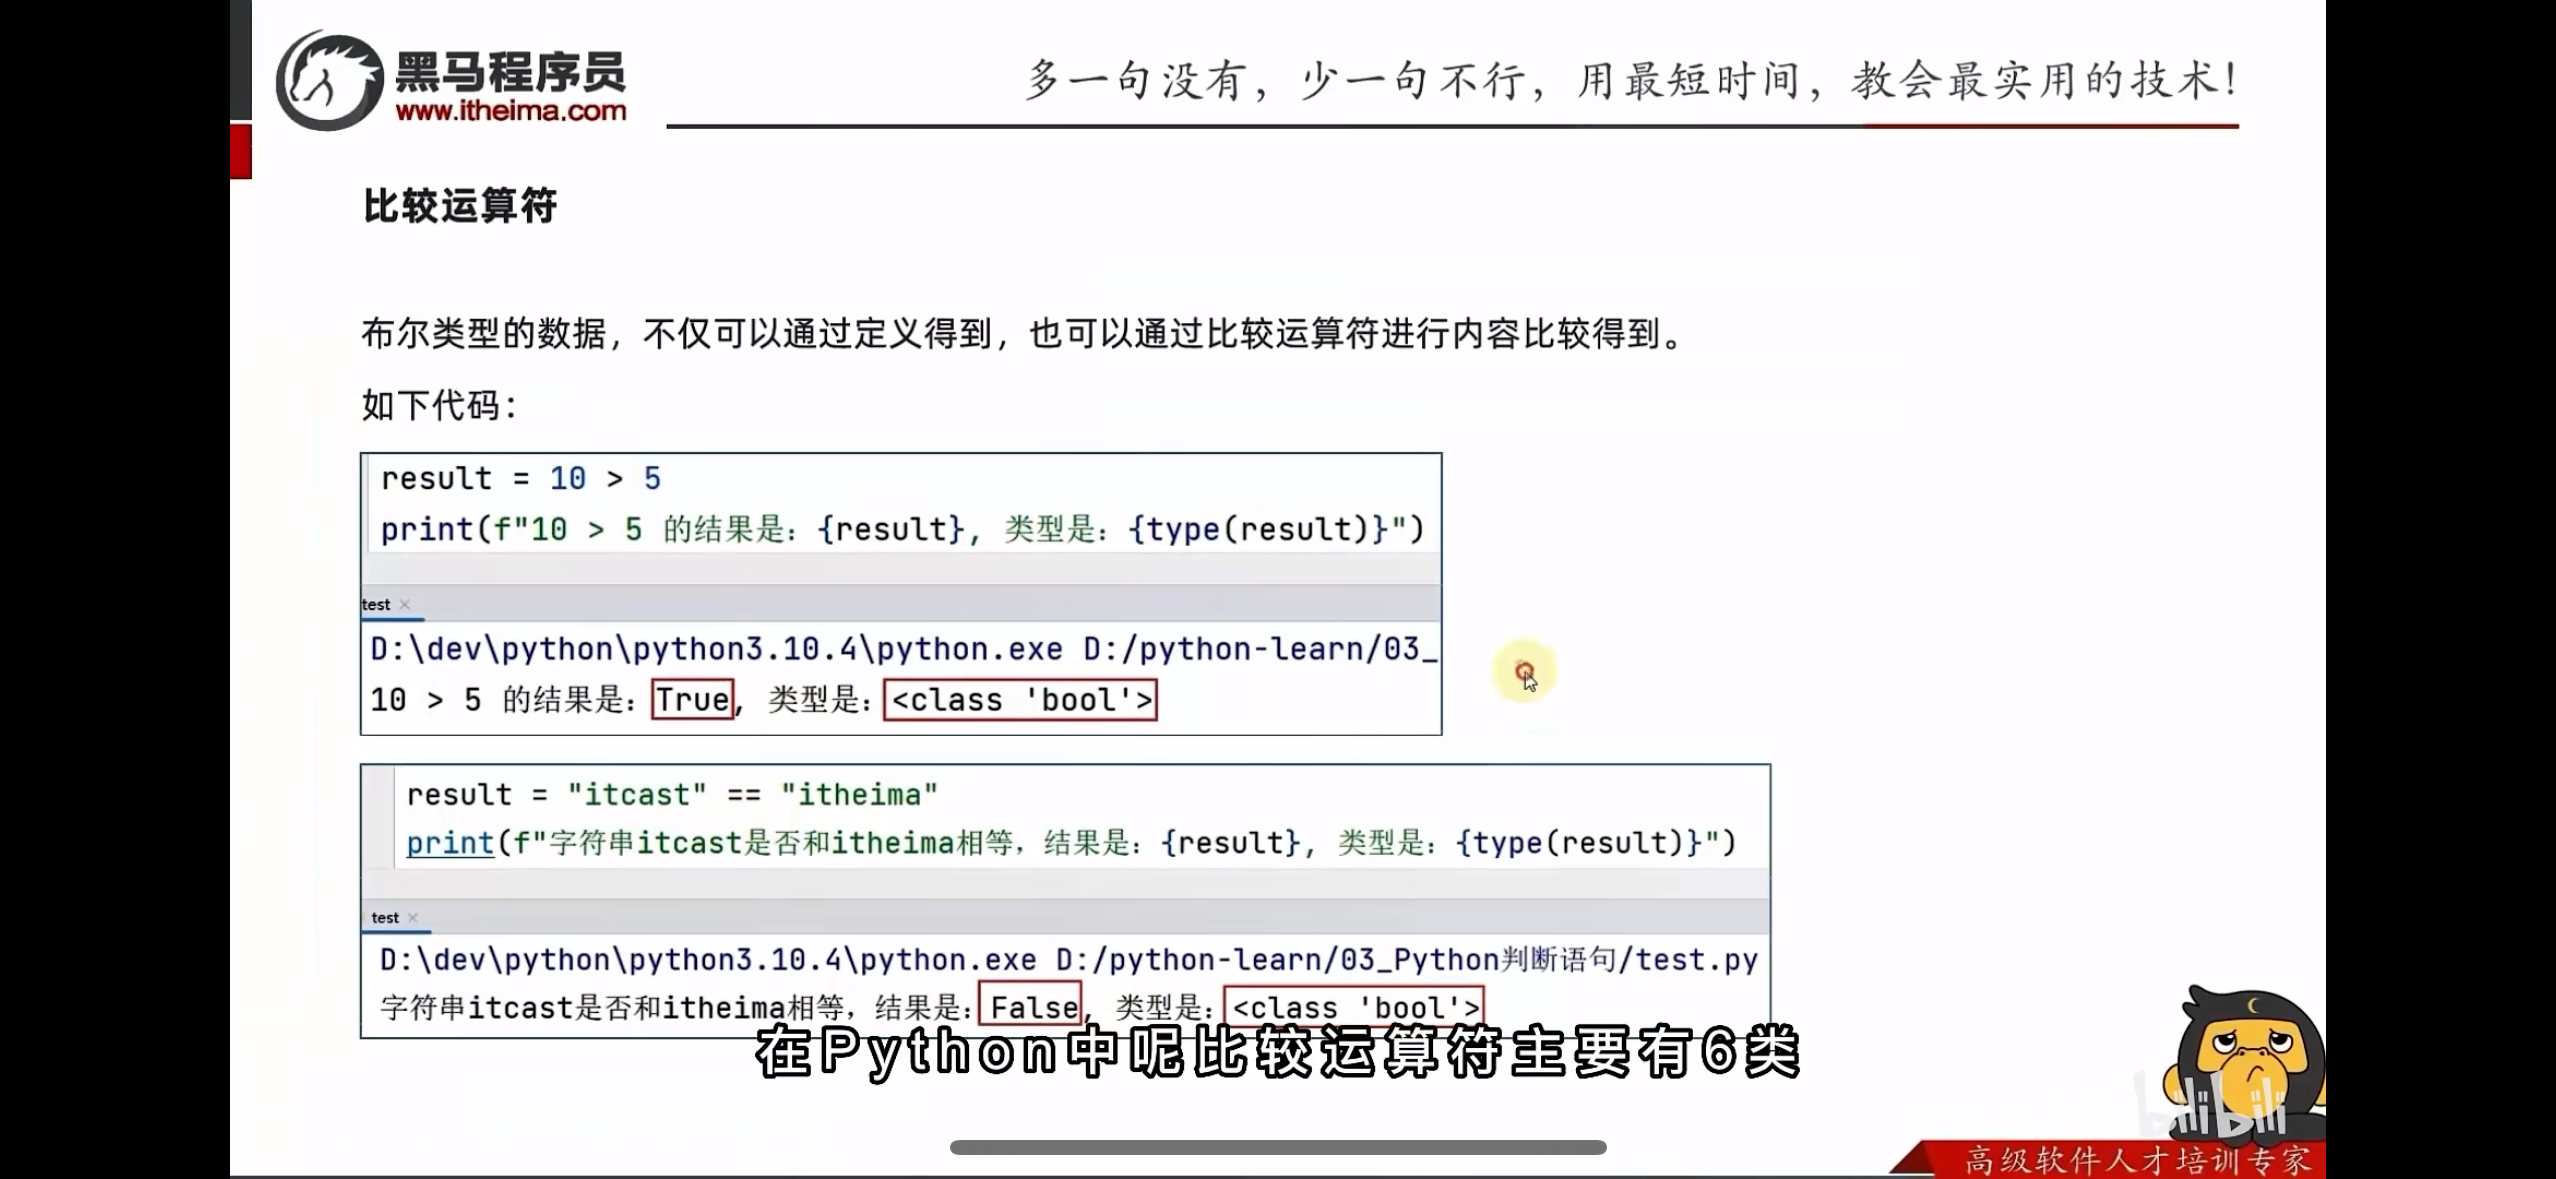 黑马程序员
www.itheima.com
多一句没有，少一句不行，用最短时间，教会最实用的技术！
比较运算符
布尔类型的数据，不仅可以通过定义得到，也可以通过比较运算符进行内容比较得到。
如下代码：
result = 10 > 5
print(f"10 > 5 的结果是：{result}，类型是：{type(result)}")
test
D:\dev\python\python3.10.4\python.exe D:/python-learn/03_
10 > 5 的结果是：True，类型是：<class 'bool'>
result = "itcast" == "itheima"
print(f"字符串itcast是否和itheima相等，结果是：{result}，类型是：{type(result)}")
test
D:\dev\python\python3.10.4\python.exe D:/python-learn/03_Python判断语句/test.py
字符串itcast是否和itheima相等，结果是：False，类型是：<class 'bool'>
在Python中呢比较运算符主要有6类
bilibili
高级软件人才培训专家